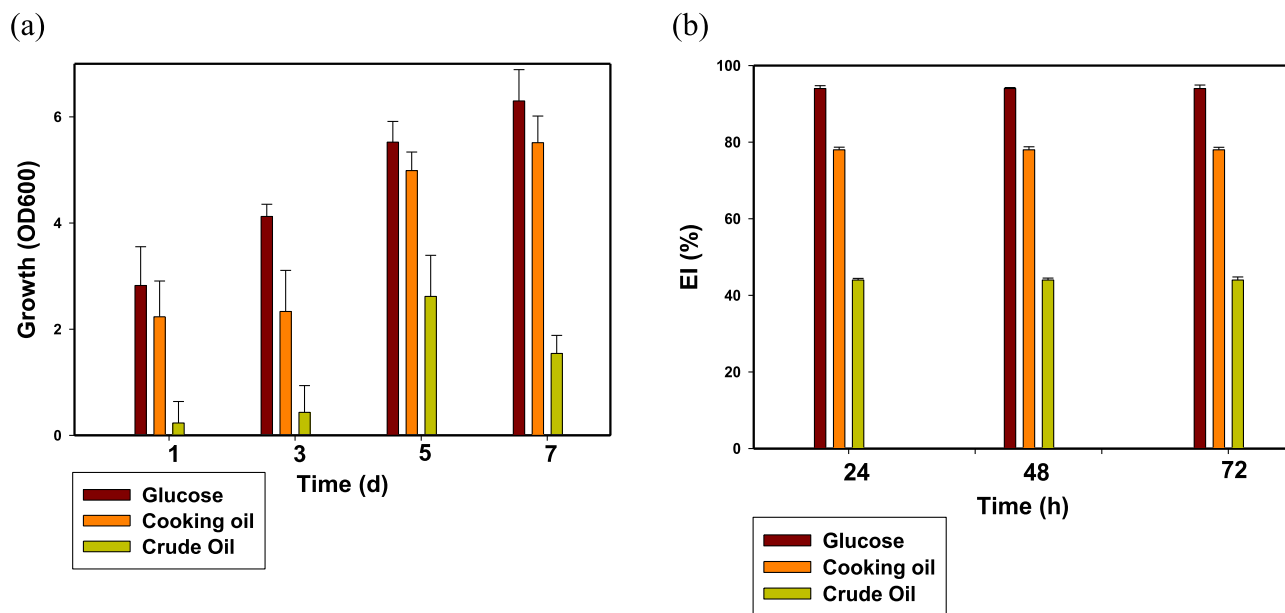 (a)
Growth (OD600)
6
4
2
0
1 3 5 7
Time (d)
Glucose
Cooking oil
Crude Oil
(b)
EI (%)
100
80
60
40
20
0
24 48 72
Time (h)
Glucose
Cooking oil
Crude Oil